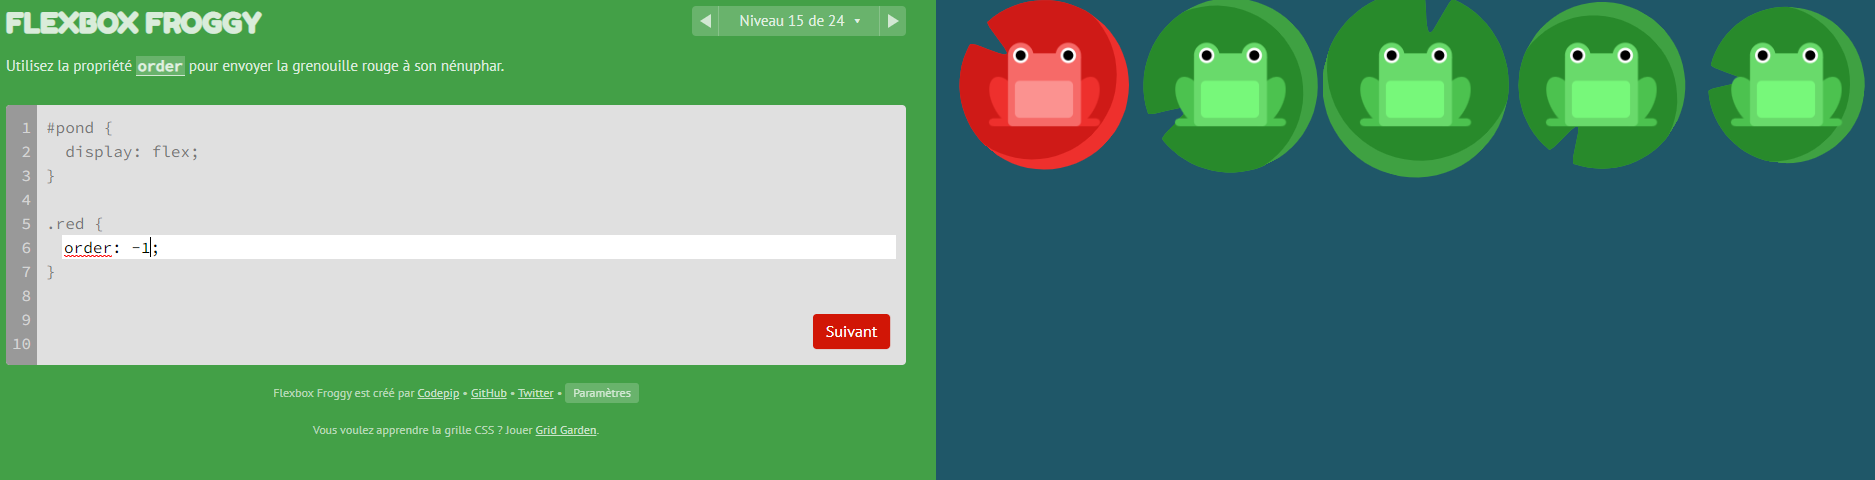 FLEXBOX FROGGY
Niveau 15 de 24
Utilisez la propriété order pour envoyer la grenouille rouge à son nénuphar.
1 #pond {
2 display: flex;
3 }
4
5 .red {
6 order: -1;
7 }
8
9
10
Suivant
Flexbox Froggy est créé par Codepip • GitHub • Twitter • Paramètres
Vous voulez apprendre la grille CSS ? Jouer Grid Garden.